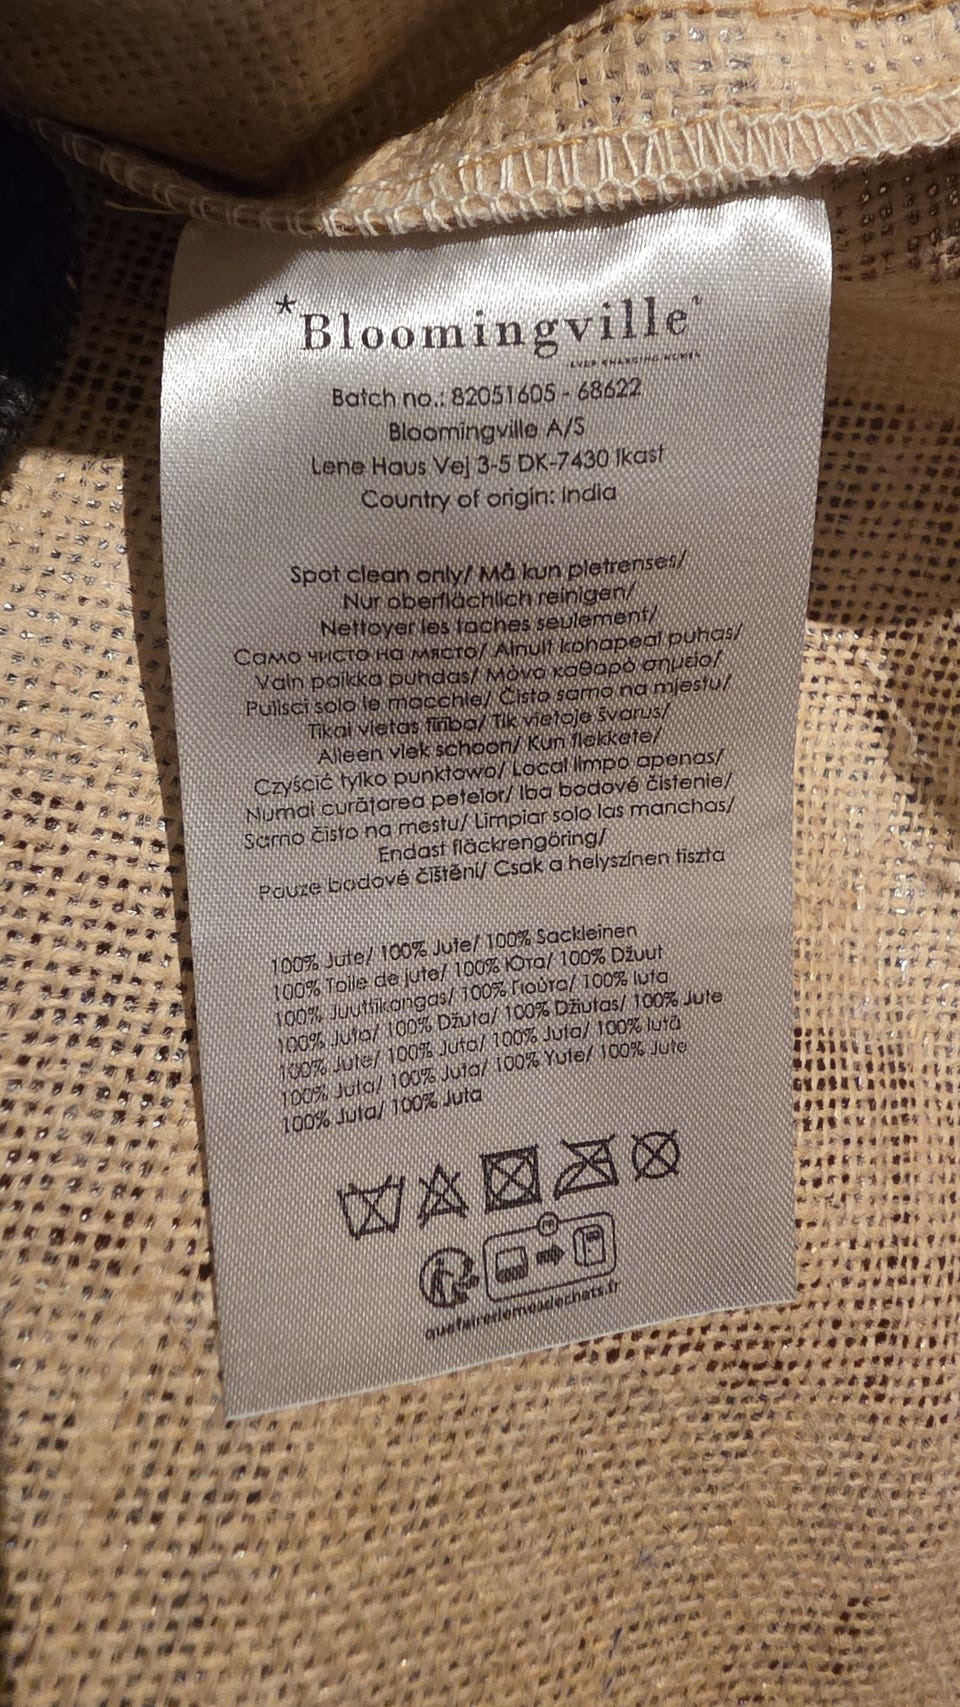 *Bloomingville
EVER CHANGING HOMES
Batch no.: 82051605 - 68622
Bloomingville A/S
Lene Haus Vej 3-5 DK-7430 Ikast
Country of origin: India
Spot clean only/ Må kun pletrenses/
Nur oberflächlich reinigen/
Nettoyer les taches seulement/
Само чисто на място/ Ainult kohapeal puhas/
Vain paikka puhdas/ Μόνο καθαρό σημείο/
Pulisci solo le macchie/ Čisto samo na mjestu/
Tikai vietas tīrība/ Tik vietoje švarus/
Alleen vlek schoon/ Kun flekkete/
Czyścić tylko punktowo/ Local limpo apenas/
Numai curățarea petelor/ Iba bodové čistenie/
Samo čisto na mestu/ Limpiar solo las manchas/
Endast fläckrengöring/
Pouze bodové čištění/ Csak a helyszínen tiszta
100% Jute/ 100% Jute/ 100% Sackleinen
100% Toile de jute/ 100% Юта/ 100% Džuut
100% Juuttikangas/ 100% Γιούτα/ 100% Iuta
100% Juta/ 100% Džuta/ 100% Džiutas/ 100% Jute
100% Jute/ 100% Juta/ 100% Juta/ 100% Iută
100% Juta/ 100% Juta/ 100% Yute/ 100% Jute
100% Juta/ 100% Juta
quefairedemesdechets.fr